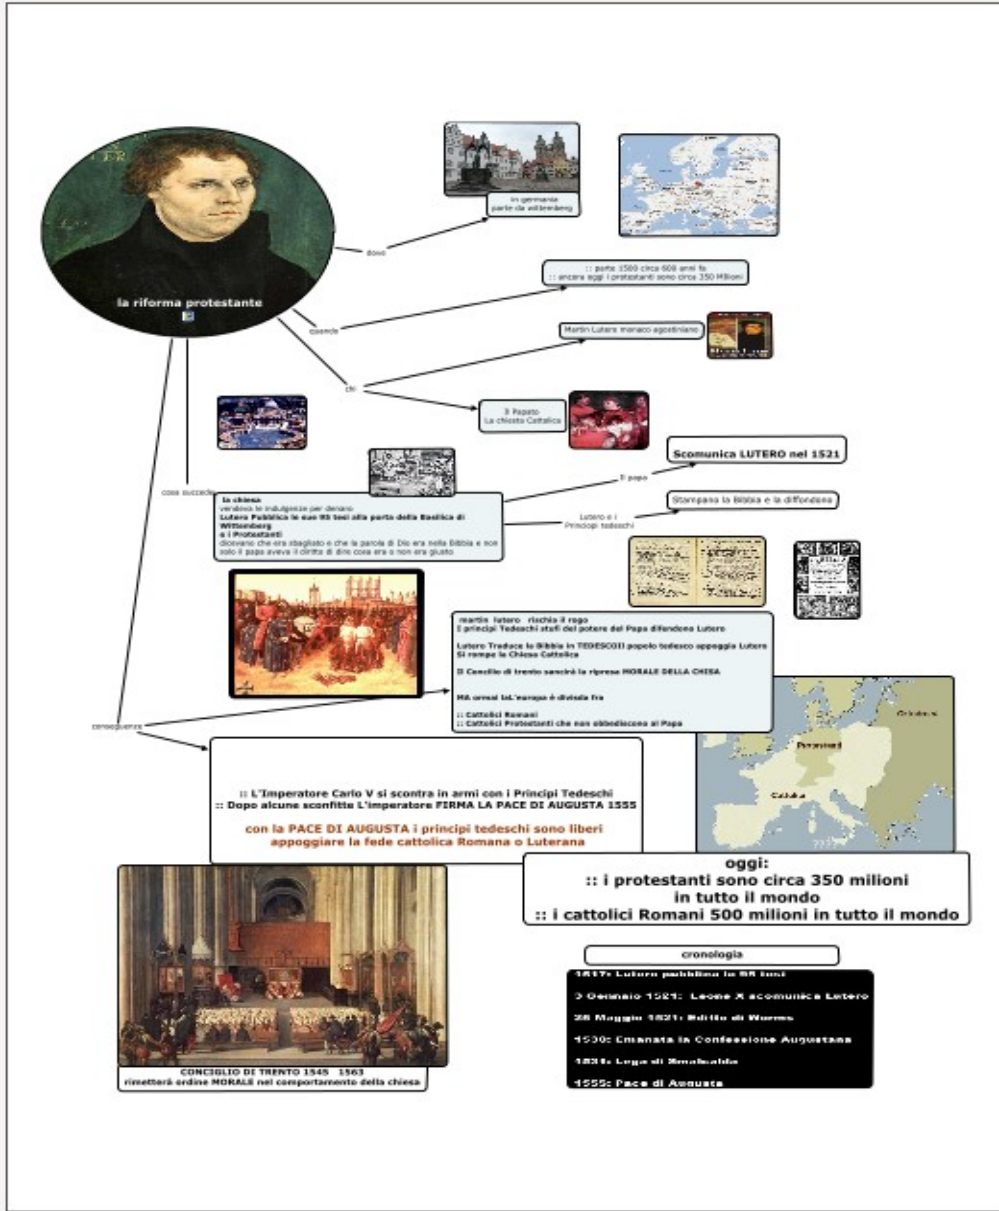 la riforma protestante
dove
in germania
parte da wittemberg
quando
:: parte 1500 circa 600 anni fa
:: ancora oggi i protestanti sono circa 350 Milioni
chi
Martin Lutero monaco agostiniano
Il Papato
La chiesta Cattolica
cosa succede
la chiesa
vendeva le indulgenze per denaro
Lutero Pubblica le sue 95 tesi alla porta della Basilica di
Wittemberg
e i Protestanti
dicevano che era sbagliato e che la parola di Dio era nella Bibbia e non
solo il papa aveva il diritto di dire cosa era o non era giusto
Il papa
Scomunica LUTERO nel 1521
Lutero e i
Principi tedeschi
Stampano la Bibbia e la diffondono
conseguenze
martin lutero rischia il rogo
I principi Tedeschi stufi del potere del Papa difendono Lutero
Lutero Traduce la Bibbia in TEDESCOIl popolo tedesco appoggia Lutero
Si rompe la Chiesa Cattolica
Il Concilio di trento sancirà la ripresa MORALE DELLA CHISA
MA ormai laL'europa è divisda fra
:: Cattolici Romani
:: Cattolici Protestanti che non obbediscono al Papa
:: L'Imperatore Carlo V si scontra in armi con i Principi Tedeschi
:: Dopo alcune sconfitte L'imperatore FIRMA LA PACE DI AUGUSTA 1555
con la PACE DI AUGUSTA i principi tedeschi sono liberi
appoggiare la fede cattolica Romana o Luterana
Protestanti
oggi:
:: i protestanti sono circa 350 milioni
in tutto il mondo
:: i cattolici Romani 500 milioni in tutto il mondo
CONCIGLIO DI TRENTO 1545 1563
rimetterà ordine MORALE nel comportamento della chiesa
cronologia
1517: Lutero pubblica le 95 tesi
3 Gennaio 1521: Leone X scomunica Lutero
26 Maggio 1521: Editto di Worms
1530: Emanata la Confessione Augustana
1531: Lega di Smalcalda
1555: Pace di Augusta